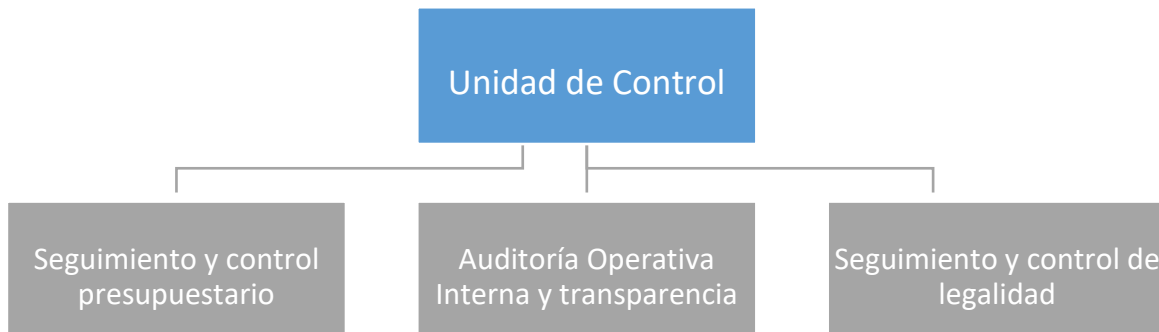 Unidad de Control
Seguimiento y control
presupuestario
Auditoría Operativa
Interna y transparencia
Seguimiento y control de
legalidad